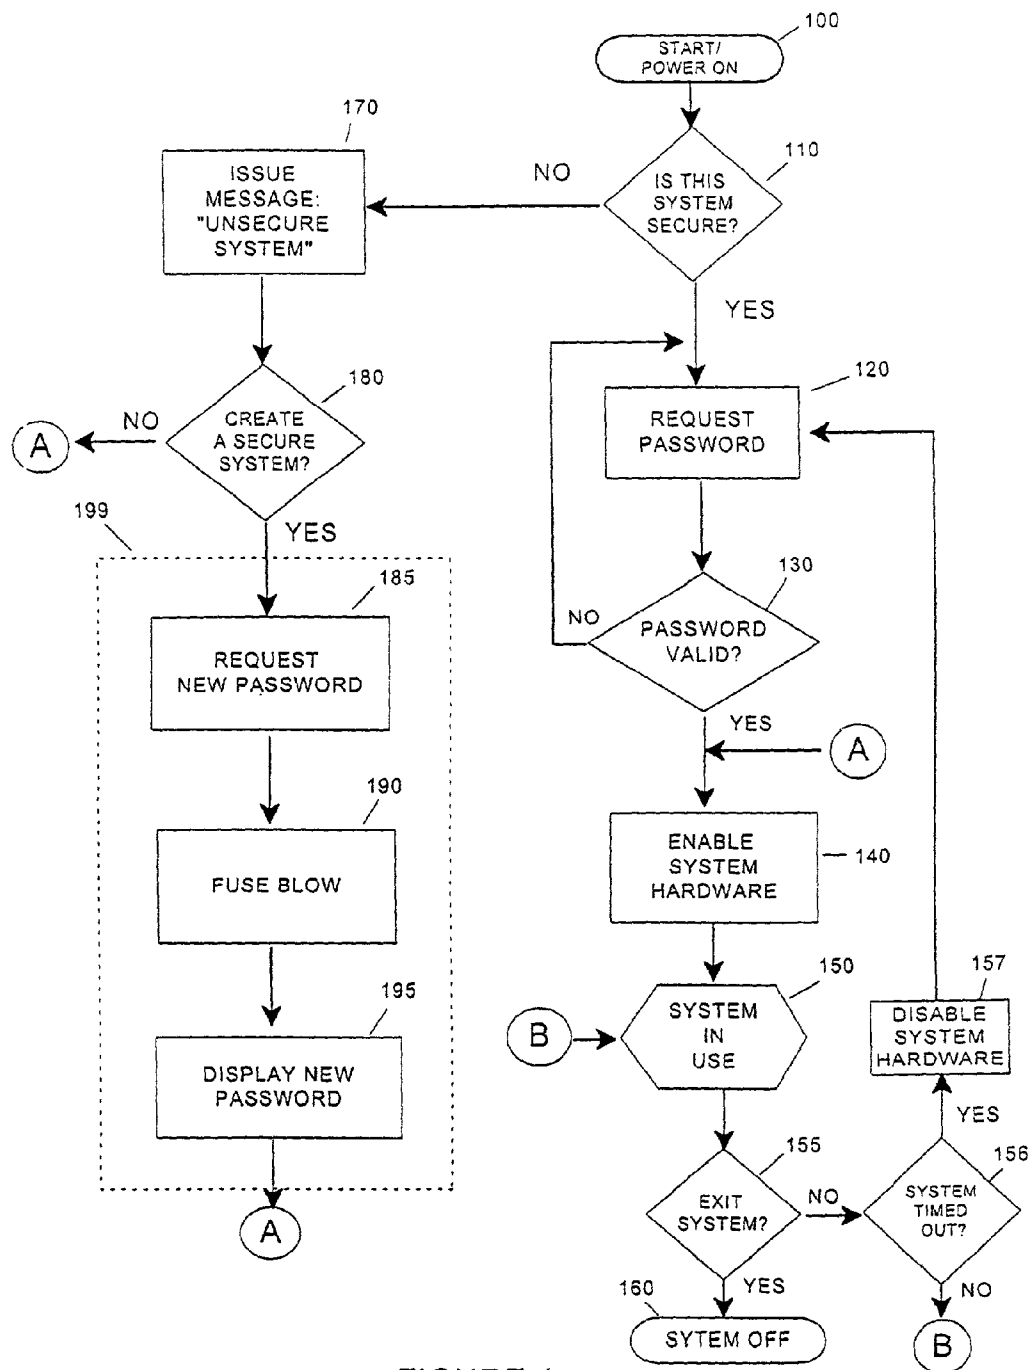 100
START/
POWER ON
170
110
ISSUE
MESSAGE:
"UNSECURE
SYSTEM"
NO
IS THIS
SYSTEM
SECURE?
YES
180
120
CREATE
A SECURE
SYSTEM?
NO
A
REQUEST
PASSWORD
199
YES
185
130
REQUEST
NEW PASSWORD
NO
PASSWORD
VALID?
YES
A
190
FUSE BLOW
ENABLE
SYSTEM
HARDWARE
140
195
150
157
DISPLAY NEW
PASSWORD
B
SYSTEM
IN
USE
DISABLE
SYSTEM
HARDWARE
YES
155
156
A
EXIT
SYSTEM?
NO
SYSTEM
TIMED
OUT?
YES
NO
160
SYTEM OFF
B